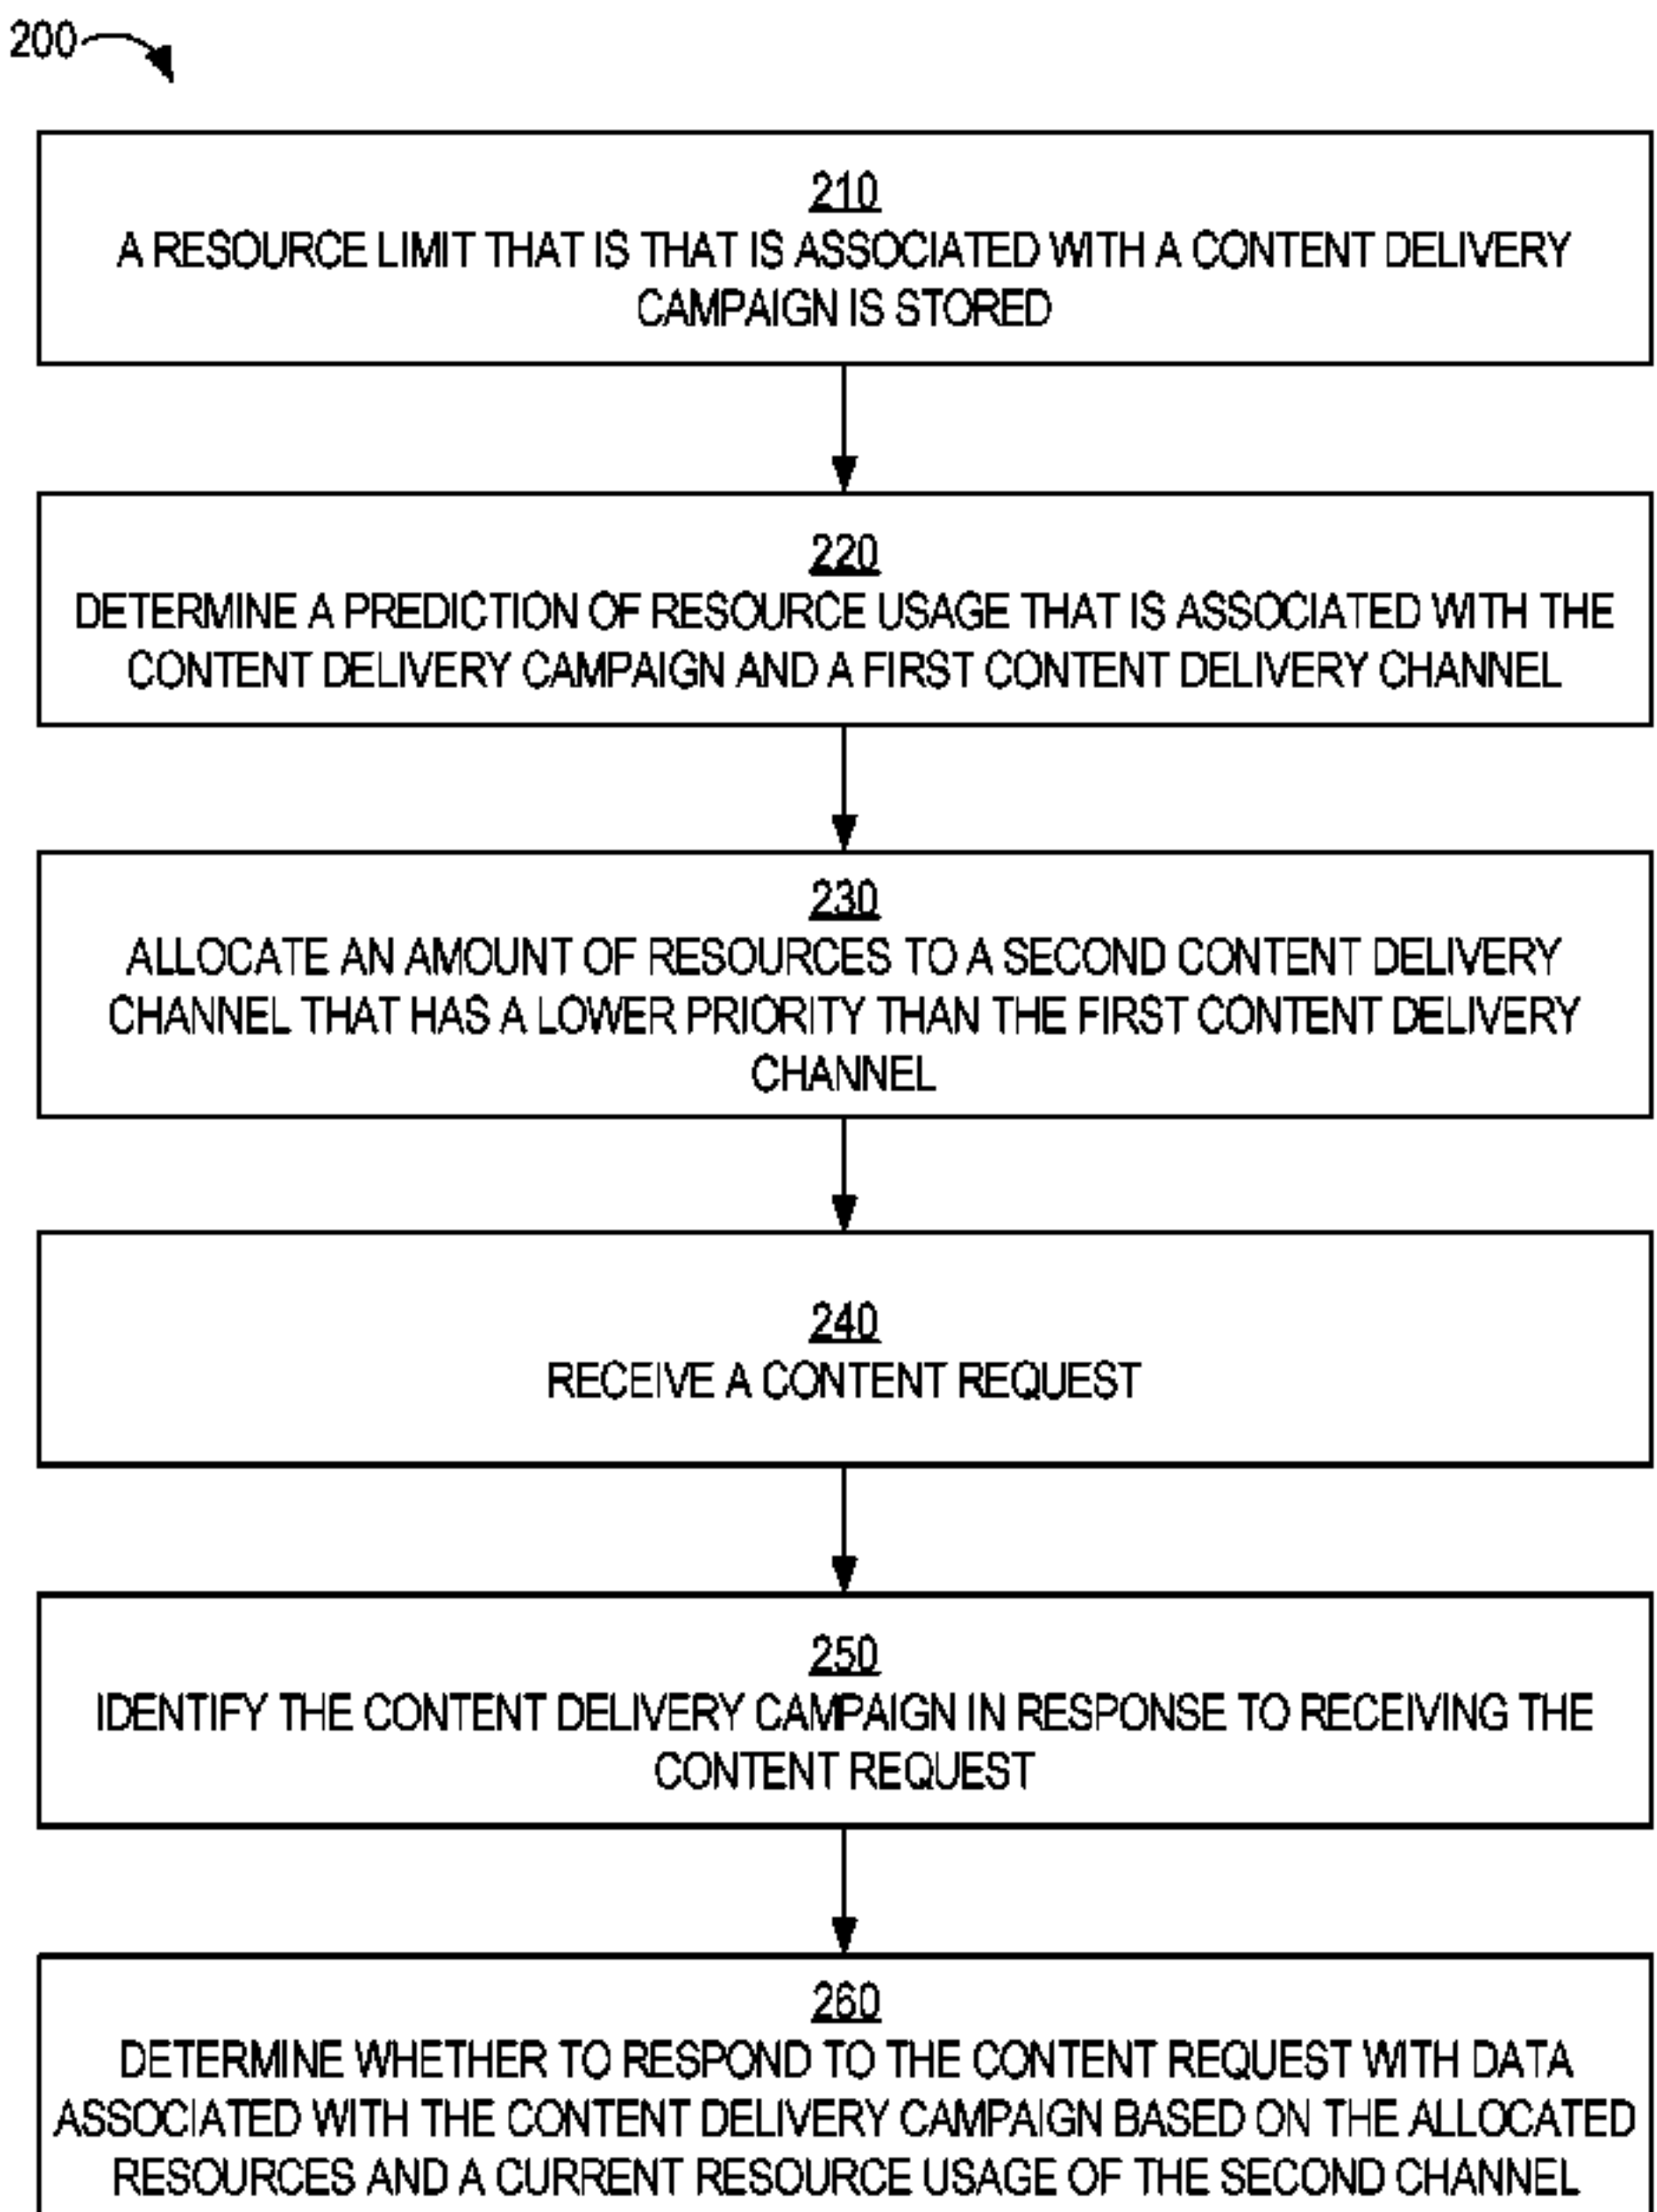 200
210
A RESOURCE LIMIT THAT IS THAT IS ASSOCIATED WITH A CONTENT DELIVERY
CAMPAIGN IS STORED
220
DETERMINE A PREDICTION OF RESOURCE USAGE THAT IS ASSOCIATED WITH THE
CONTENT DELIVERY CAMPAIGN AND A FIRST CONTENT DELIVERY CHANNEL
230
ALLOCATE AN AMOUNT OF RESOURCES TO A SECOND CONTENT DELIVERY
CHANNEL THAT HAS A LOWER PRIORITY THAN THE FIRST CONTENT DELIVERY
CHANNEL
240
RECEIVE A CONTENT REQUEST
250
IDENTIFY THE CONTENT DELIVERY CAMPAIGN IN RESPONSE TO RECEIVING THE
CONTENT REQUEST
260
DETERMINE WHETHER TO RESPOND TO THE CONTENT REQUEST WITH DATA
ASSOCIATED WITH THE CONTENT DELIVERY CAMPAIGN BASED ON THE ALLOCATED
RESOURCES AND A CURRENT RESOURCE USAGE OF THE SECOND CHANNEL